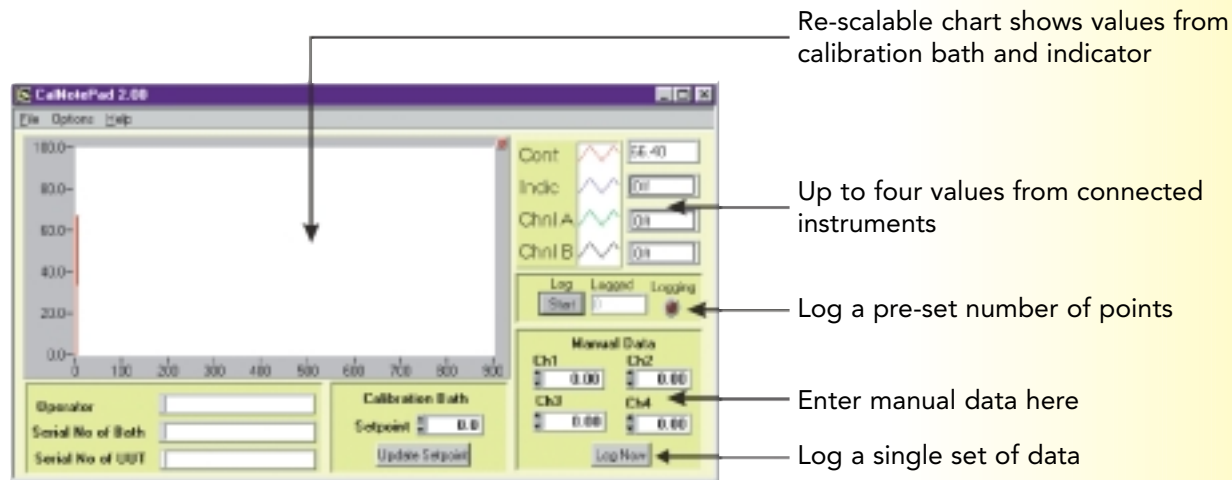 Re-scalable chart shows values from
calibration bath and indicator
CalNotePad 2.00
File Options Help
100.0
80.0
60.0
40.0
20.0
0.0
0 100 200 300 400 500 600 700 800 900
Cont 56.40
Indic Off
Chnl A Off
Chnl B Off
Up to four values from connected
instruments
Log Logged Logging
Start 0
Log a pre-set number of points
Manual Data
Ch1 Ch2
0.00 0.00
Ch3 Ch4
0.00 0.00
Enter manual data here
Log Now
Log a single set of data
Operator
Serial No of Bath
Serial No of UUT
Calibration Bath
Setpoint 0.0
Update Setpoint